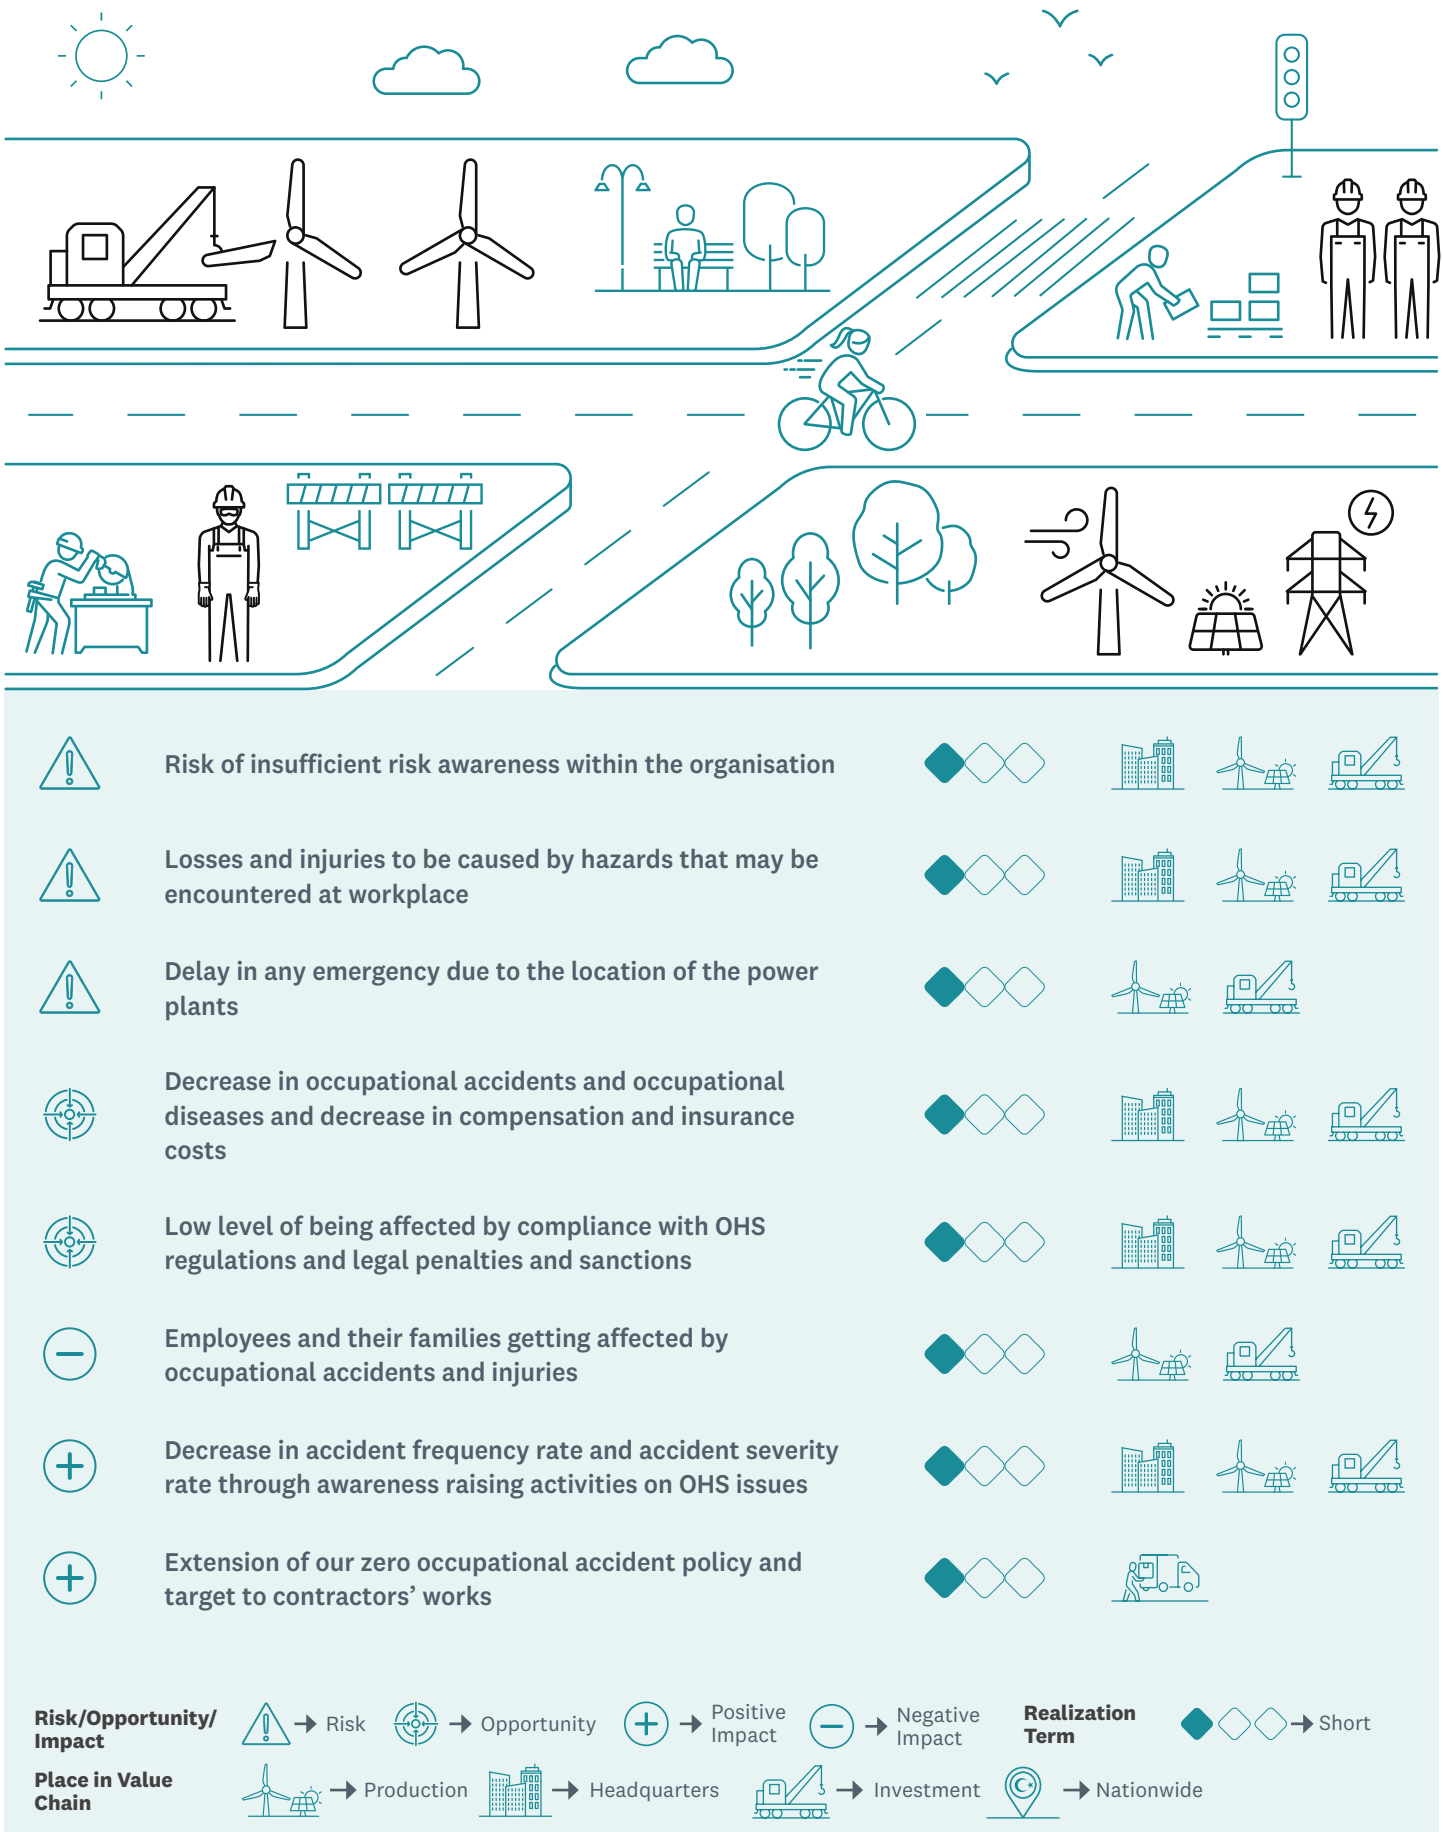 Risk of insufficient risk awareness within the organisation
Losses and injuries to be caused by hazards that may be
encountered at workplace
Delay in any emergency due to the location of the power
plants
Decrease in occupational accidents and occupational
diseases and decrease in compensation and insurance
costs
Low level of being affected by compliance with OHS
regulations and legal penalties and sanctions
Employees and their families getting affected by
occupational accidents and injuries
Decrease in accident frequency rate and accident severity
rate through awareness raising activities on OHS issues
Extension of our zero occupational accident policy and
target to contractors’ works
Risk/Opportunity/
Impact
Risk
Opportunity
Positive
Impact
Negative
Impact
Realization
Term
Short
Place in Value
Chain
Production
Headquarters
Investment
Nationwide